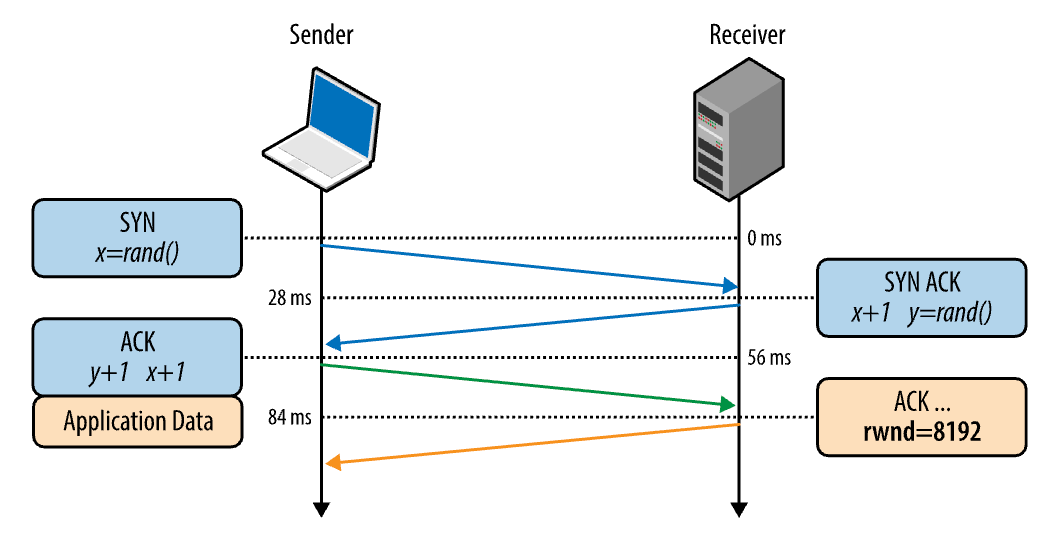 Sender
Receiver
SYN
x=rand()
0 ms
28 ms
SYN ACK
x+1 y=rand()
ACK
y+1 x+1
56 ms
Application Data
84 ms
ACK ...
rwnd=8192